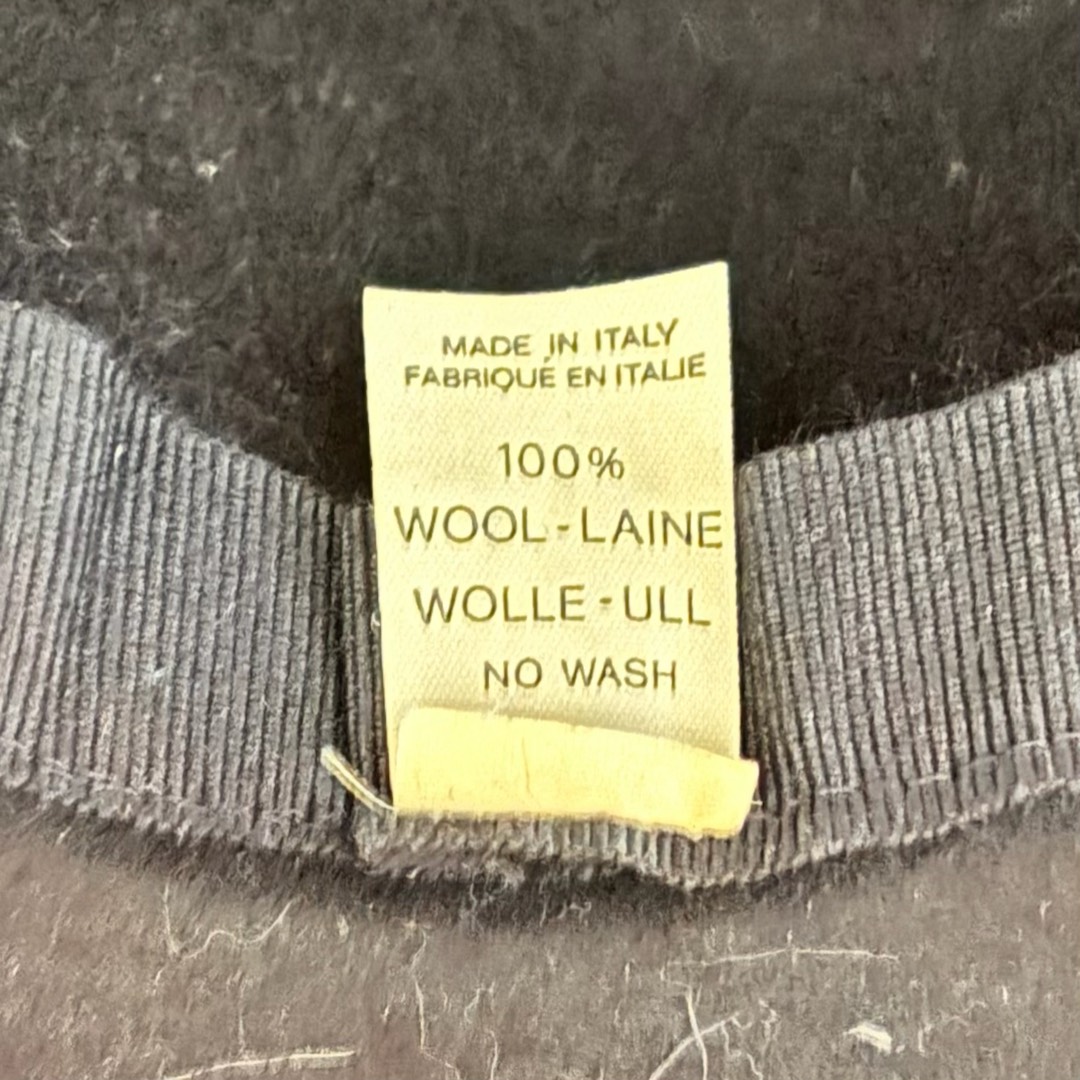 MADE IN ITALY
FABRIQUÉ EN ITALIE
100%
WOOL-LAINE
WOLLE-ULL
NO WASH